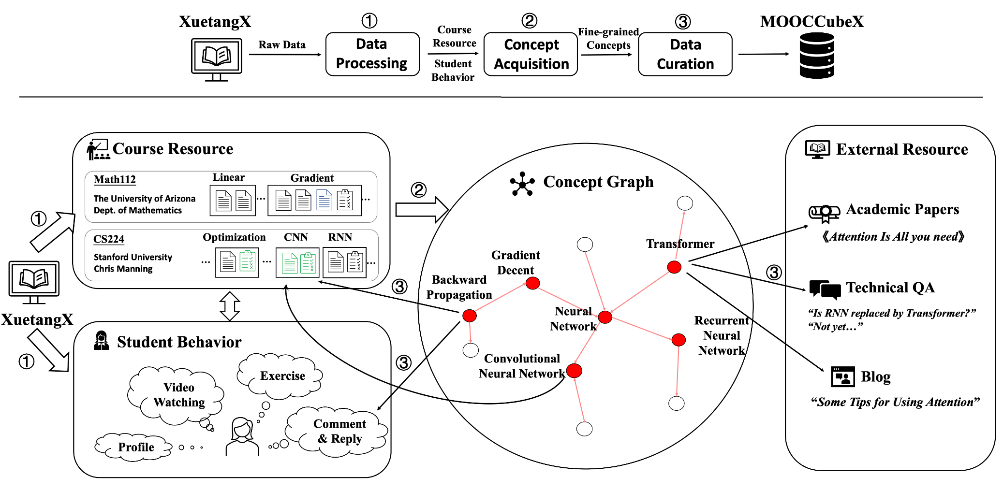 XuetangX
①
②
③
MOOCCubeX
Raw Data
Data
Processing
Course
Resource
Student
Behavior
Concept
Acquisition
Fine-grained
Concepts
Data
Curation
Course Resource
Math112
The University of Arizona
Dept. of Mathematics
Linear
Gradient
...
...
CS224
Stanford University
Chris Manning
Optimization
CNN
RNN
...
...
...
①
XuetangX
①
②
③
③
Student Behavior
Video
Watching
Exercise
Profile
Comment
& Reply
Concept Graph
Transformer
Gradient Decent
Backward
Propagation
Neural
Network
Recurrent
Neural
Network
Convolutional
Neural Network
③
External Resource
Academic Papers
《Attention Is All you need》
Technical QA
“Is RNN replaced by Transformer?”
“Not yet…”
Blog
“Some Tips for Using Attention”